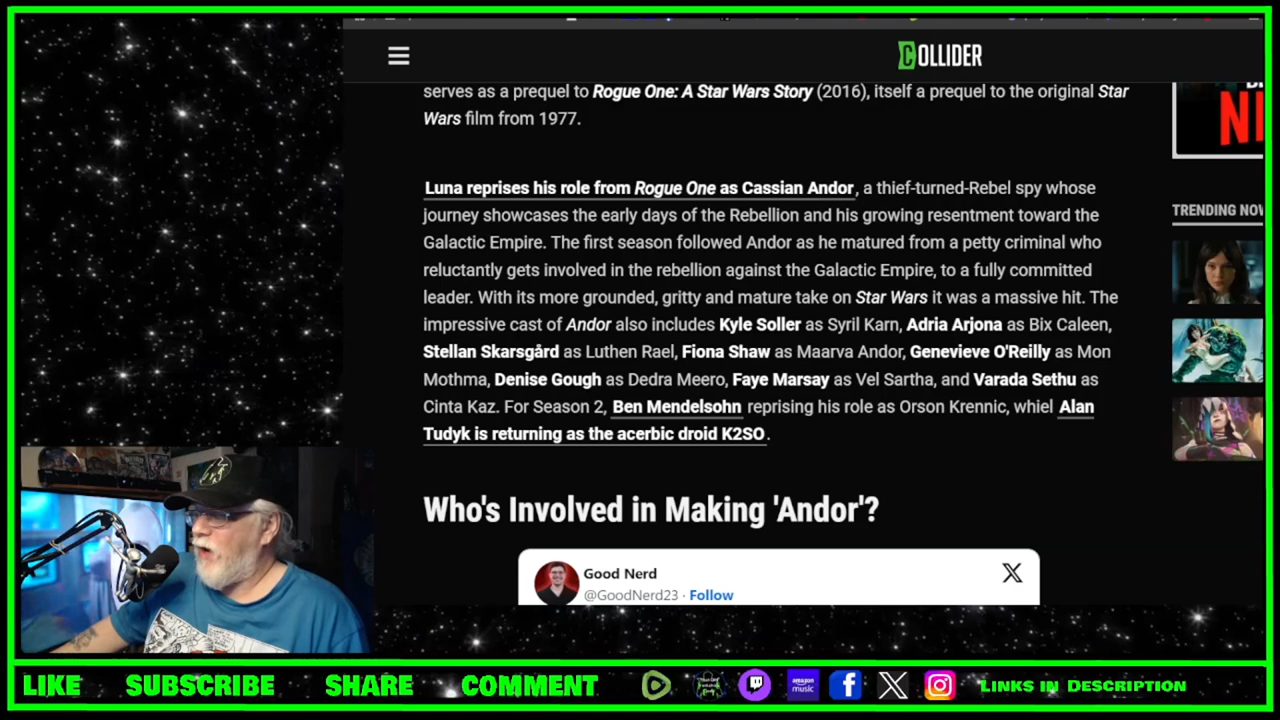 COLLIDER
serves as a prequel to Rogue One: A Star Wars Story (2016), itself a prequel to the original Star
Wars film from 1977.
NE
Luna reprises his role from Rogue One as Cassian Andor, a thief-turned-Rebel spy whose
journey showcases the early days of the Rebellion and his growing resentment toward the
Galactic Empire. The first season followed Andor as he matured from a petty criminal who
reluctantly gets involved in the rebellion against the Galactic Empire, to a fully committed
leader. With its more grounded, gritty and mature take on Star Wars it was a massive hit. The
impressive cast of Andor also includes Kyle Soller as Syril Karn, Adria Arjona as Bix Caleen,
Stellan Skarsgård as Luthen Rael, Fiona Shaw as Maarva Andor, Genevieve O'Reilly as Mon
Mothma, Denise Gough as Dedra Meero, Faye Marsay as Vel Sartha, and Varada Sethu as
Cinta Kaz. For Season 2, Ben Mendelsohn reprising his role as Orson Krennic, whiel Alan
Tudyk is returning as the acerbic droid K2SO.
TRENDING NOW
Who's Involved in Making 'Andor'?
Good Nerd
@GoodNerd23 · Follow
LIKE SUBSCRIBE SHARE COMMENT amazon music LINKS IN DESCRIPTION